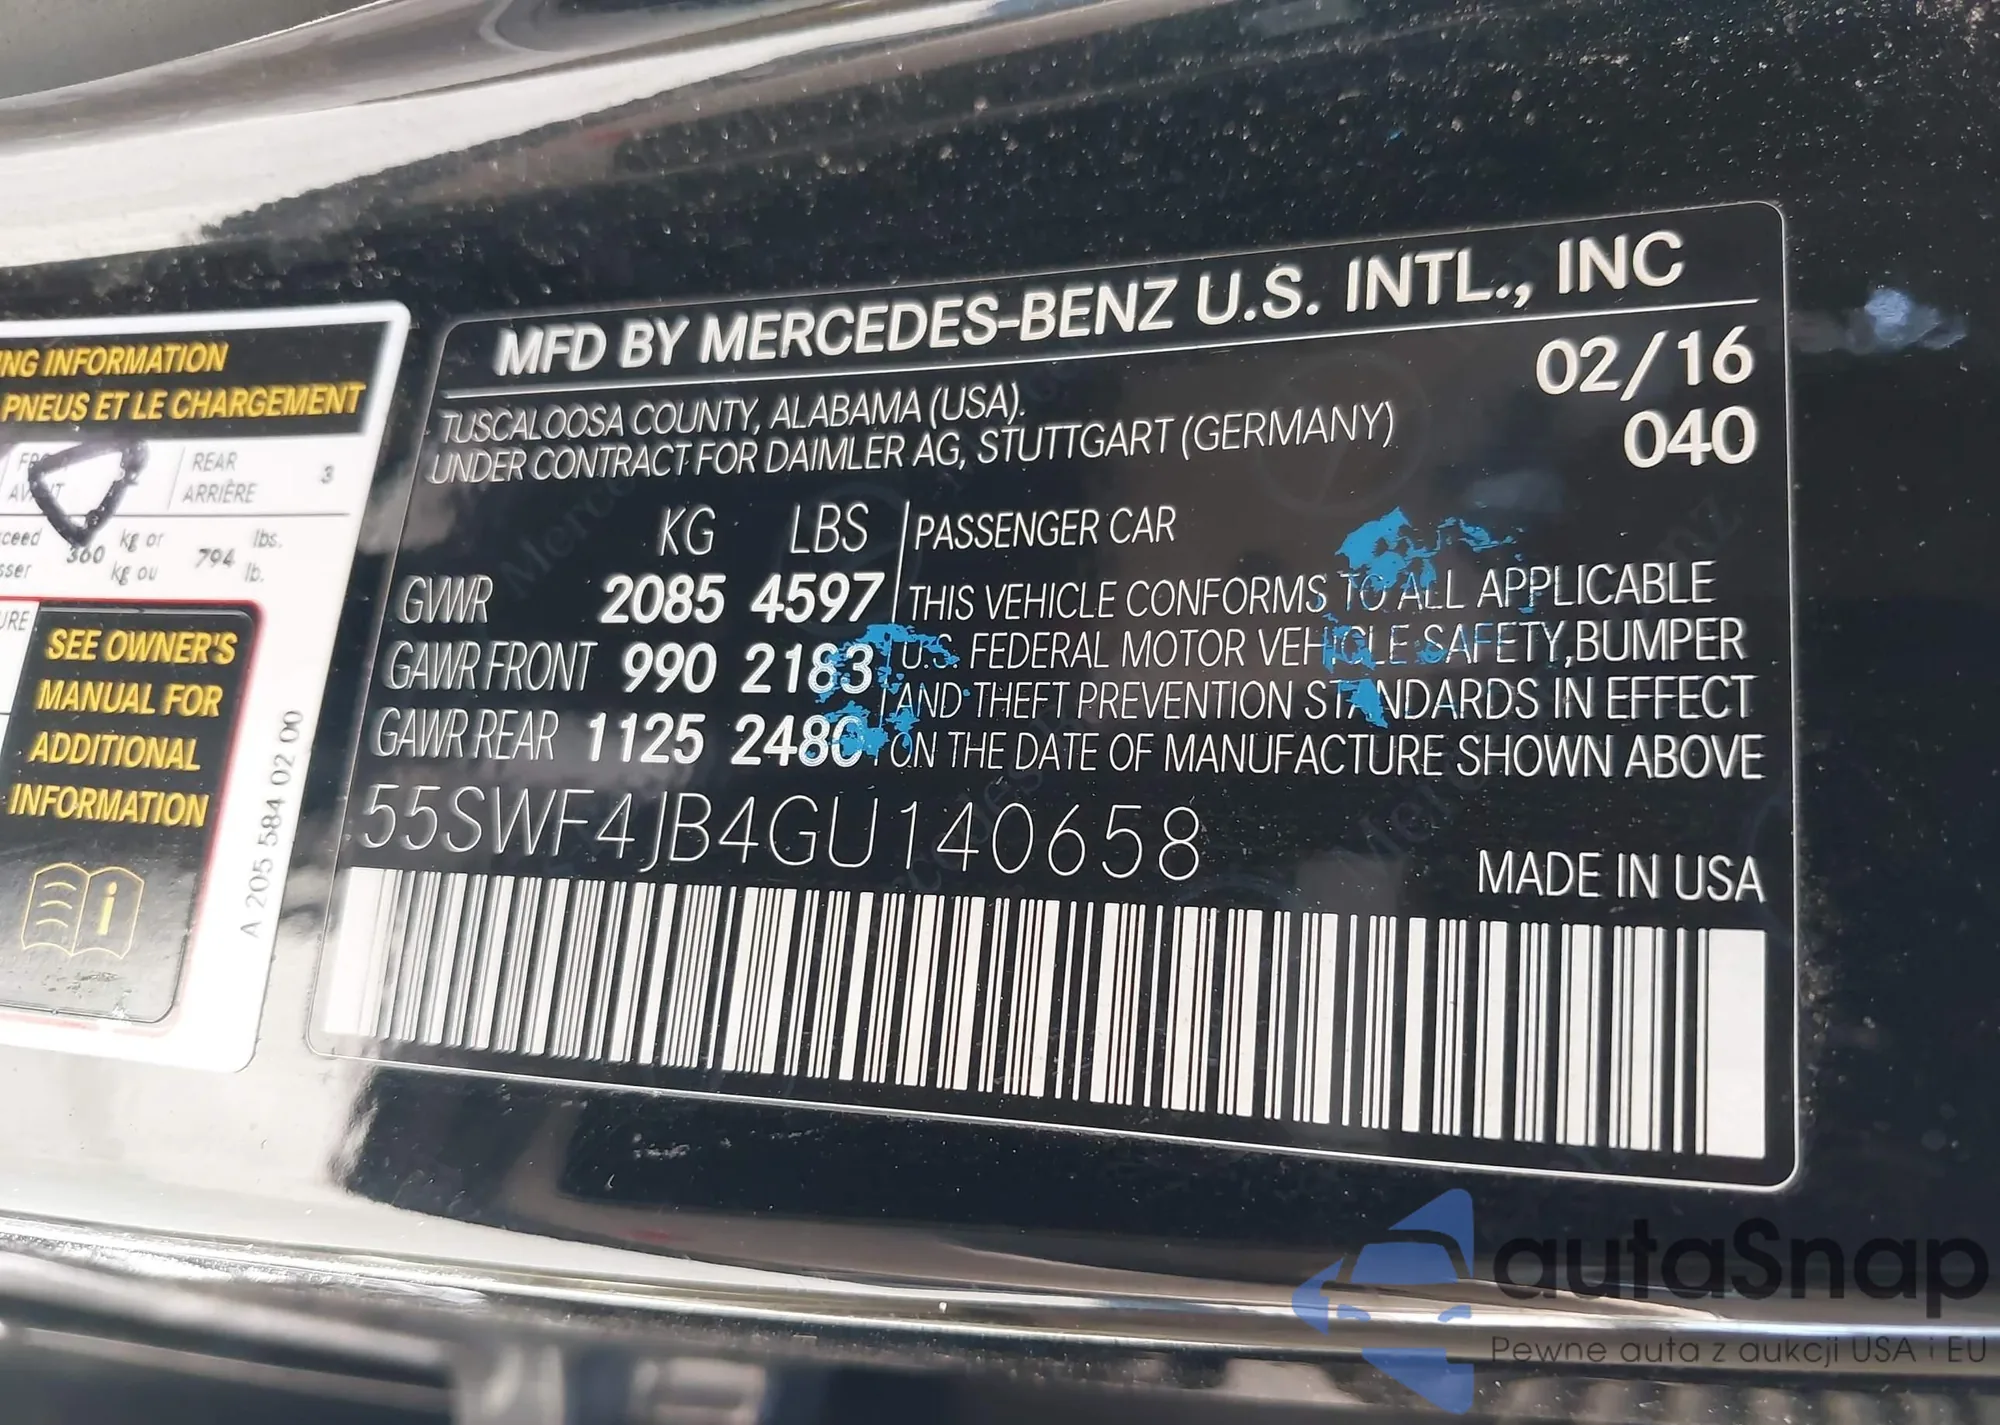 ING INFORMATION
PNEUS ET LE CHARGEMENT
REAR 3
ARRIÈRE
360 kg or 794 lbs.
kg ou lb.
SEE OWNER'S
MANUAL FOR
ADDITIONAL
INFORMATION
i
A 205 584 02 00
MFD BY MERCEDES-BENZ U.S. INTL., INC
TUSCALOOSA COUNTY, ALABAMA (USA).
UNDER CONTRACT FOR DAIMLER AG, STUTTGART (GERMANY)
02/16
040
KG LBS
GVWR 2085 4597
GAWR FRONT 990 2183
GAWR REAR 1125 2480
PASSENGER CAR
THIS VEHICLE CONFORMS TO ALL APPLICABLE
U.S. FEDERAL MOTOR VEHICLE SAFETY,BUMPER
AND THEFT PREVENTION STANDARDS IN EFFECT
ON THE DATE OF MANUFACTURE SHOWN ABOVE
55SWF4JB4GU140658
MADE IN USA
autaSnap
Pewne auta z aukcji USA i EU